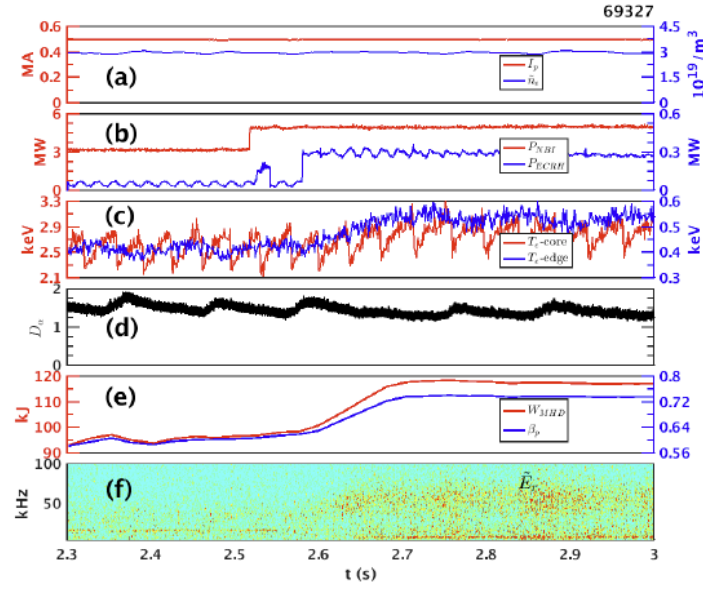 69327
0.6
0.4
0.2
0
MA
(a)
I_p
ñ_e
4.5
3
1.5
0
10^19/m^3
6
3
0
MW
(b)
P_NBI
P_ECRH
0.6
0.3
0
MW
3.3
2.9
2.5
2.1
keV
(c)
T_e-core
T_e-edge
0.6
0.5
0.4
0.3
keV
2
1
0
D_α
(d)
120
110
100
90
kJ
(e)
W_MHD
β_p
0.8
0.72
0.64
0.56
100
50
kHz
(f)
Ẽ_r
2.3 2.4 2.5 2.6 2.7 2.8 2.9 3
t (s)